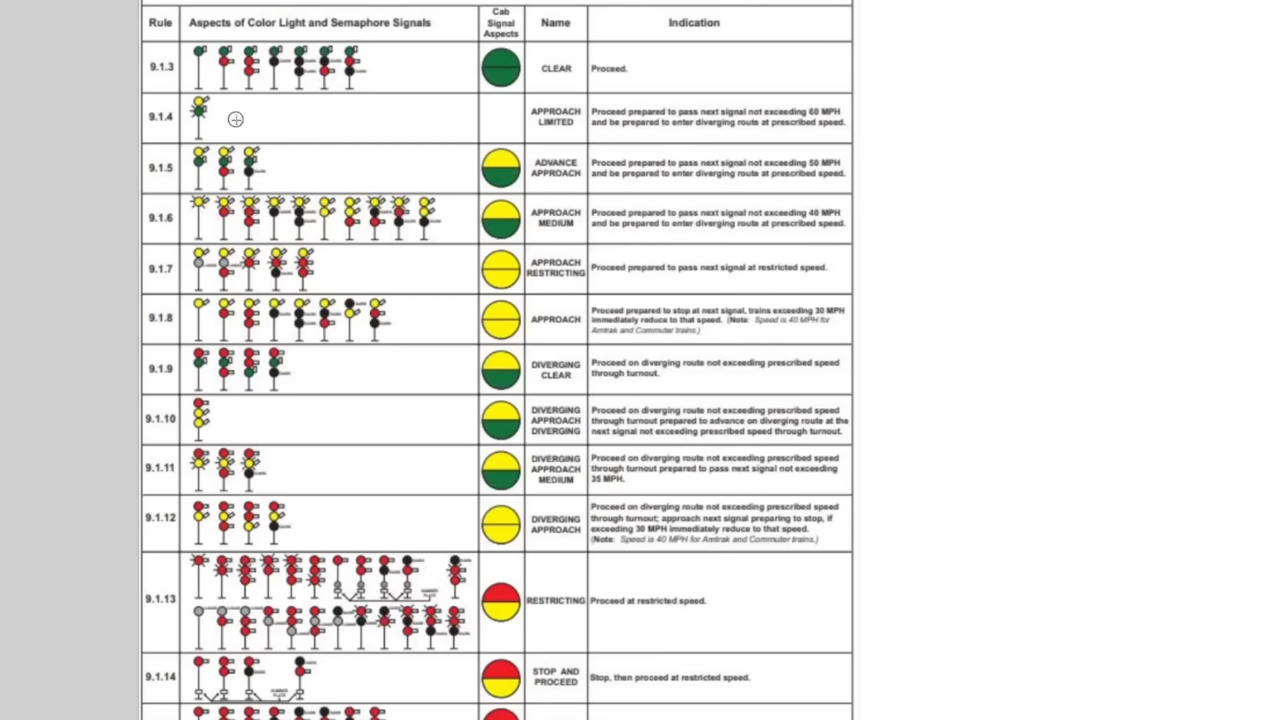 Rule Aspects of Color Light and Semaphore Signals Cab Signal Aspects Name Indication
9.1.3 CLEAR Proceed.
9.1.4 APPROACH LIMITED Proceed prepared to pass next signal not exceeding 60 MPH
and be prepared to enter diverging route at prescribed speed.
9.1.5 ADVANCE APPROACH Proceed prepared to pass next signal not exceeding 50 MPH
and be prepared to enter diverging route at prescribed speed.
9.1.6 APPROACH MEDIUM Proceed prepared to pass next signal not exceeding 40 MPH
and be prepared to enter diverging route at prescribed speed.
9.1.7 APPROACH RESTRICTING Proceed prepared to pass next signal at restricted speed.
9.1.8 APPROACH Proceed prepared to stop at next signal, trains exceeding 30 MPH
immediately reduce to that speed. (Note: Speed is 40 MPH for
Amtrak and Commuter trains.)
9.1.9 DIVERGING CLEAR Proceed on diverging route not exceeding prescribed speed
through turnout.
9.1.10 DIVERGING APPROACH DIVERGING Proceed on diverging route not exceeding prescribed speed
through turnout prepared to advance on diverging route at the
next signal not exceeding prescribed speed through turnout.
9.1.11 DIVERGING APPROACH MEDIUM Proceed on diverging route not exceeding prescribed speed
through turnout prepared to pass next signal not exceeding
35 MPH.
9.1.12 DIVERGING APPROACH Proceed on diverging route not exceeding prescribed speed
through turnout; approach next signal preparing to stop, if
exceeding 30 MPH immediately reduce to that speed.
(Note: Speed is 40 MPH for Amtrak and Commuter trains.)
9.1.13 NUMBER PLATE RESTRICTING Proceed at restricted speed.
9.1.14 NUMBER PLATE STOP AND PROCEED Stop, then proceed at restricted speed.